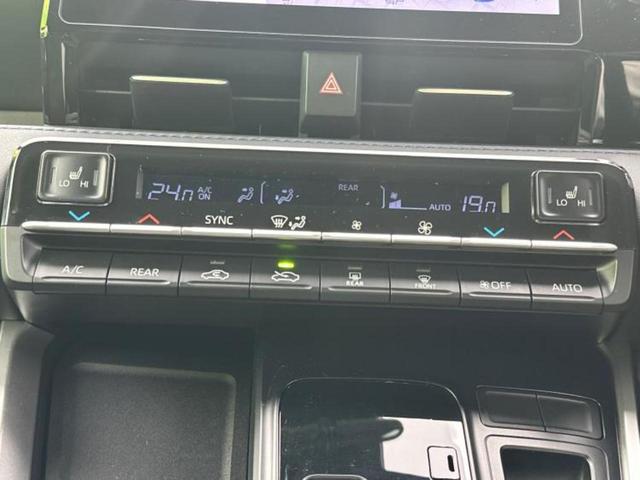 LO HI
24.0 A/C ON REAR AUTO 19.0
LO HI
SYNC
A/C REAR REAR FRONT OFF AUTO